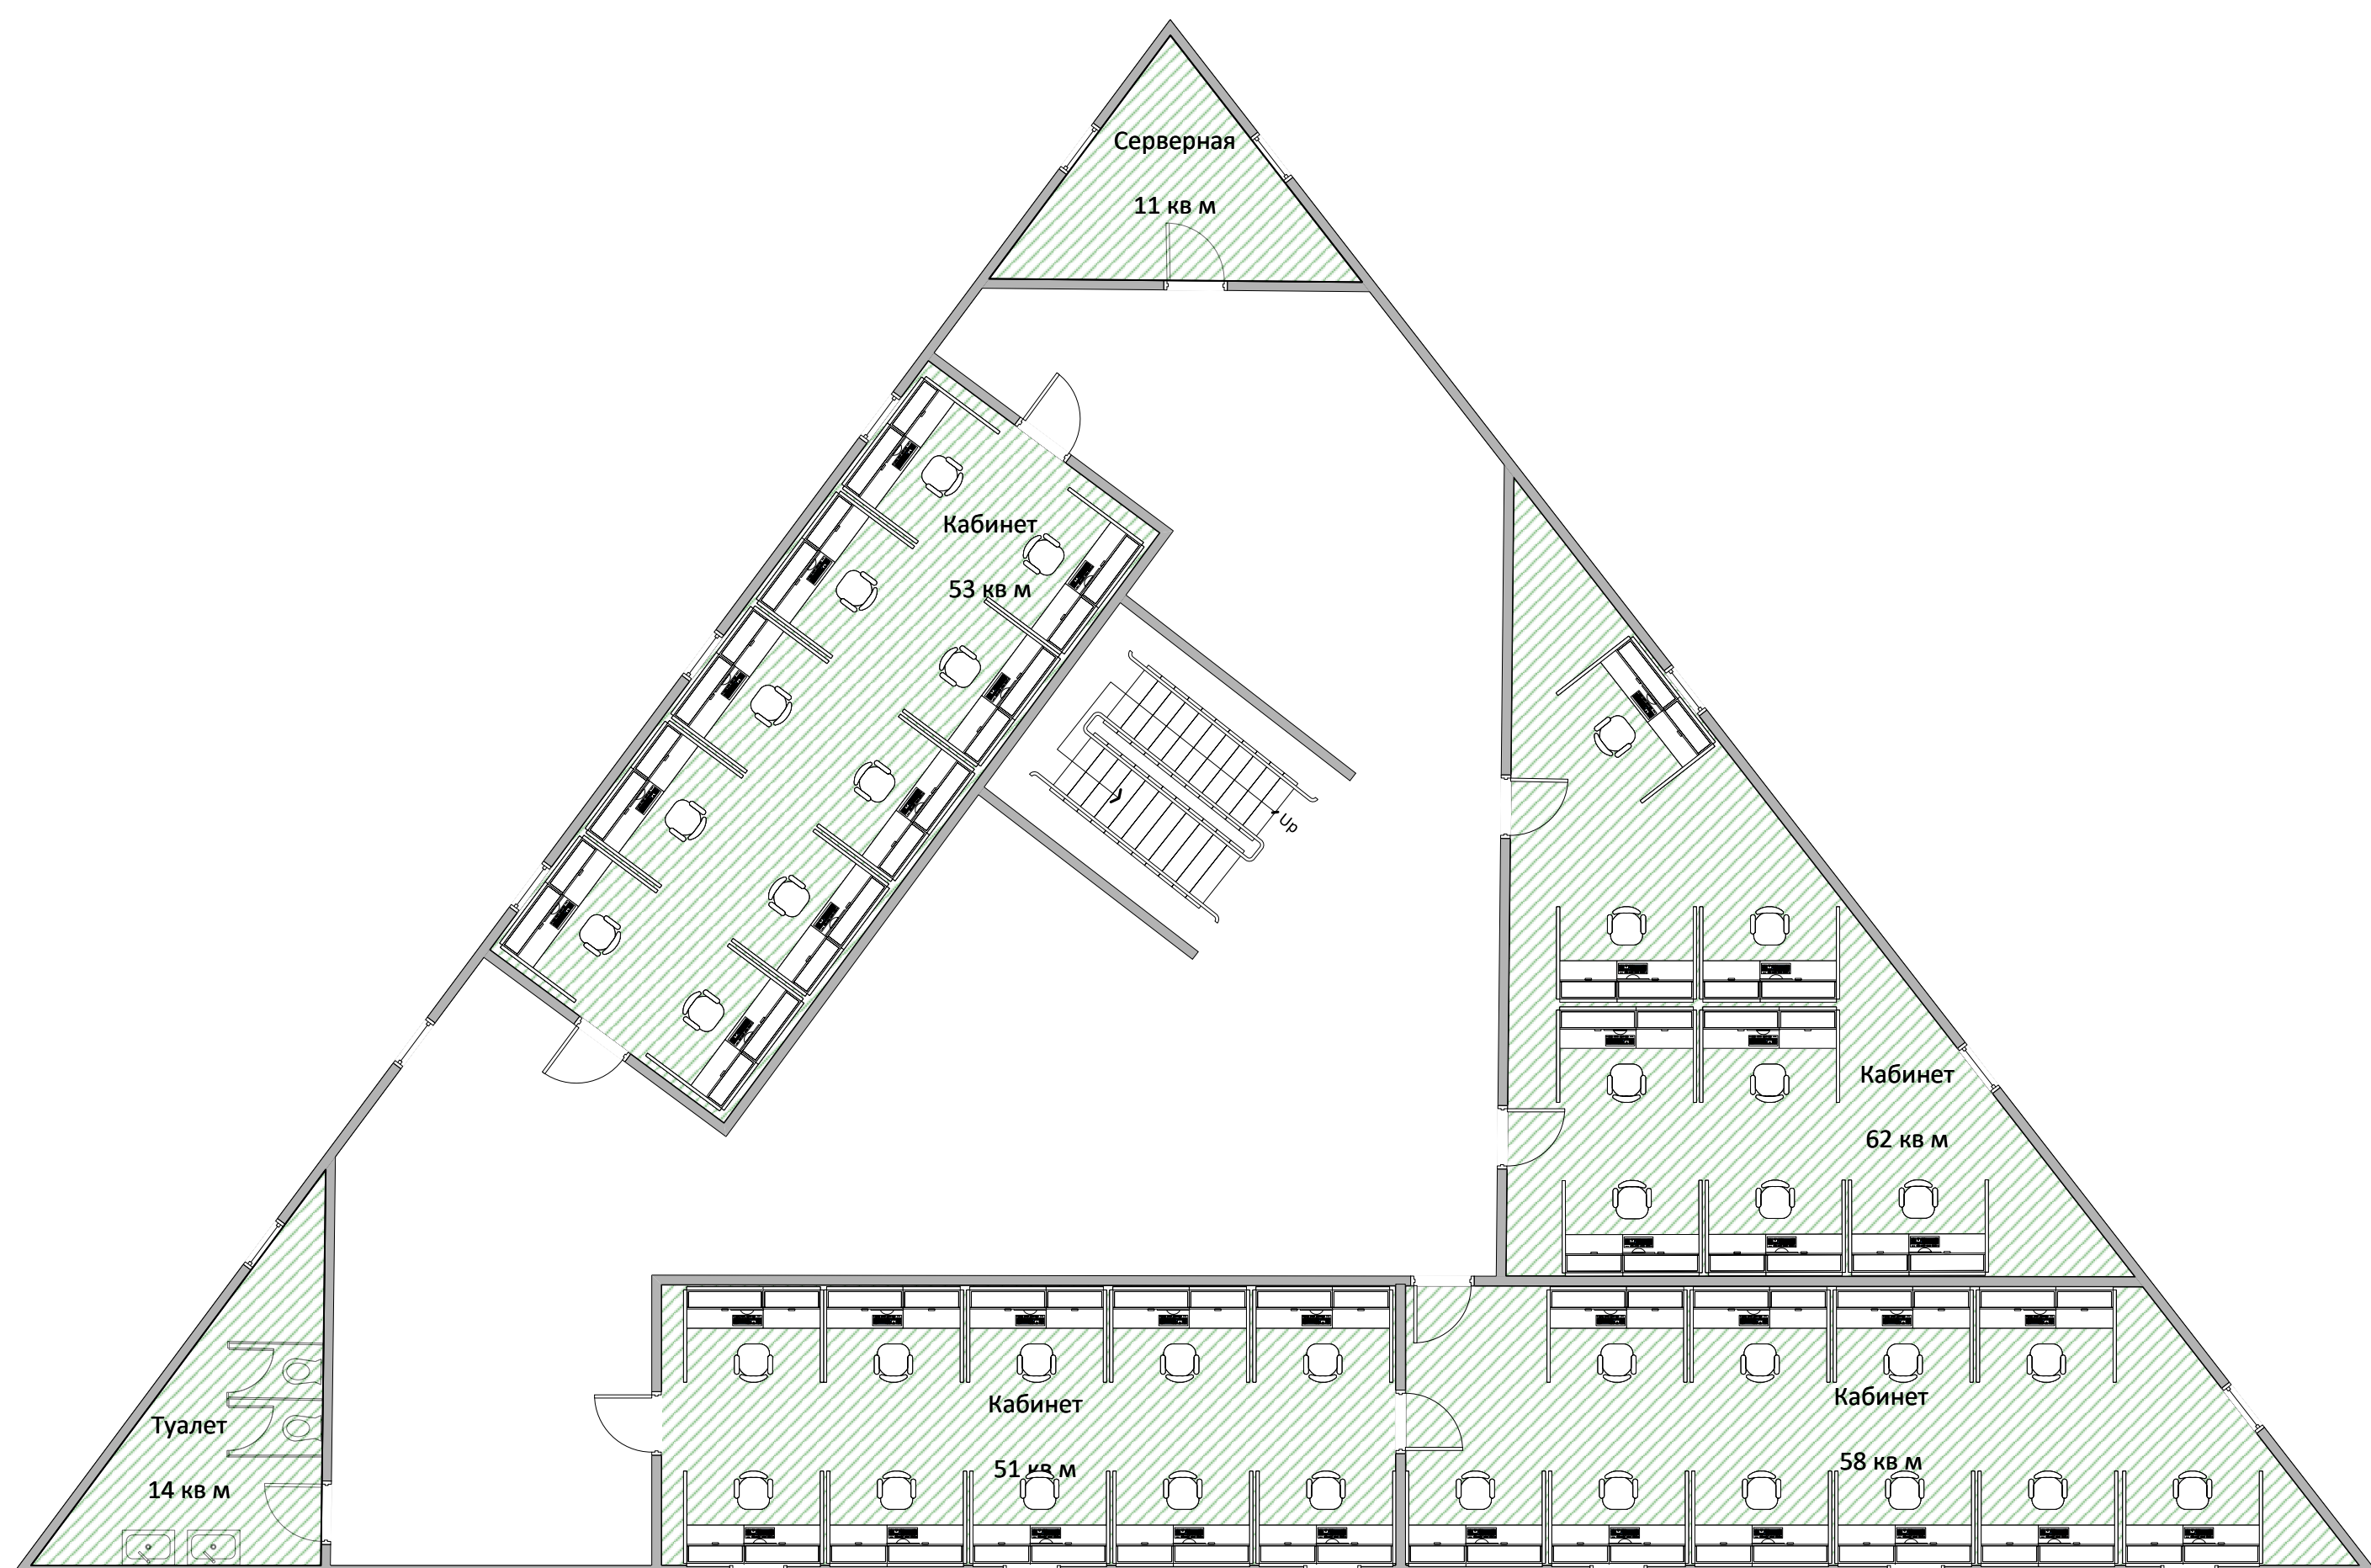 Серверная
11 кв м
Кабинет
53 кв м
Up
Кабинет
62 кв м
Кабинет
51 кв м
Кабинет
58 кв м
Туалет
14 кв м